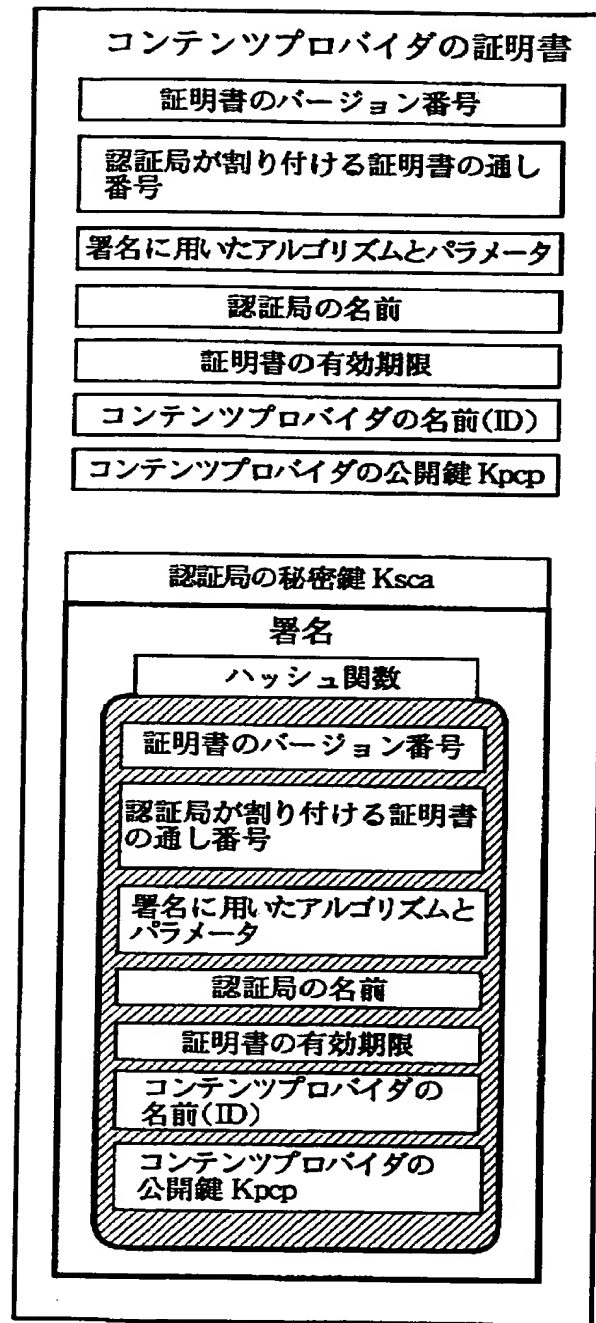 コンテンツプロバイダの証明書
証明書のバージョン番号
認証局が割り付ける証明書の通し
番号
署名に用いたアルゴリズムとパラメータ
認証局の名前
証明書の有効期限
コンテンツプロバイダの名前(ID)
コンテンツプロバイダの公開鍵 Kpcp
認証局の秘密鍵 Ksca
署名
ハッシュ関数
証明書のバージョン番号
認証局が割り付ける証明書
の通し番号
署名に用いたアルゴリズムと
パラメータ
認証局の名前
証明書の有効期限
コンテンツプロバイダの
名前(ID)
コンテンツプロバイダの
公開鍵 Kpcp